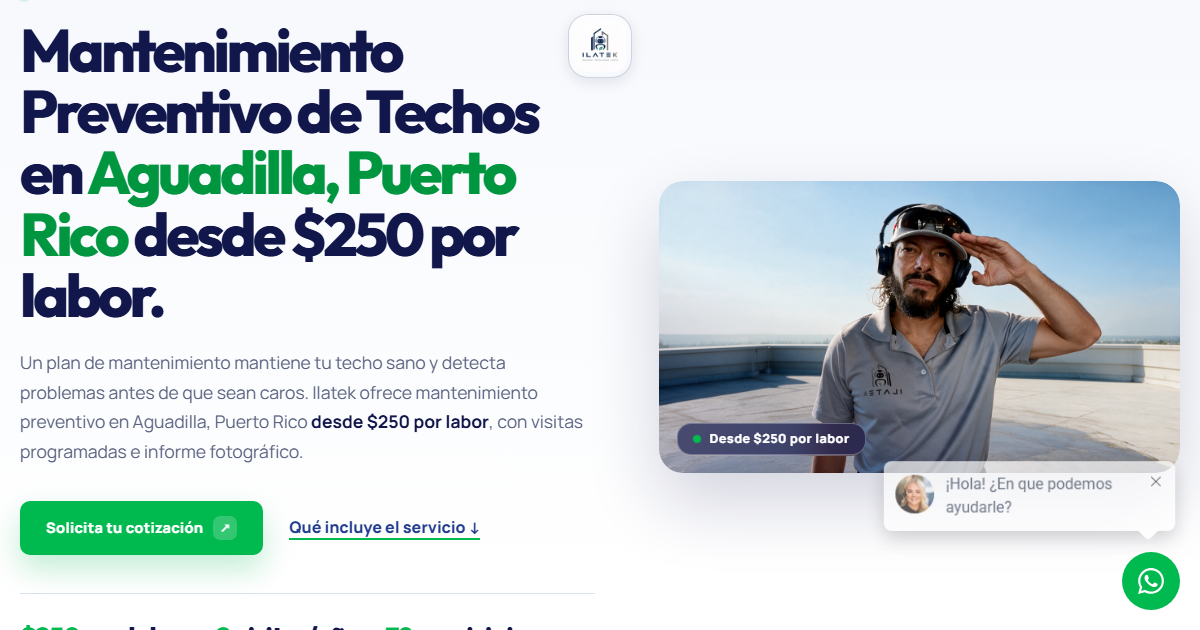 Mantenimiento
Preventivo de Techos
en Aguadilla, Puerto
Rico desde $250 por
labor.
ILATEK
Un plan de mantenimiento mantiene tu techo sano y detecta
problemas antes de que sean caros. Ilatek ofrece mantenimiento
preventivo en Aguadilla, Puerto Rico desde $250 por labor, con visitas
programadas e informe fotográfico.
Solicita tu cotización ↗
Qué incluye el servicio ↓
Desde $250 por labor
¡Hola! ¿En que podemos
ayudarle?